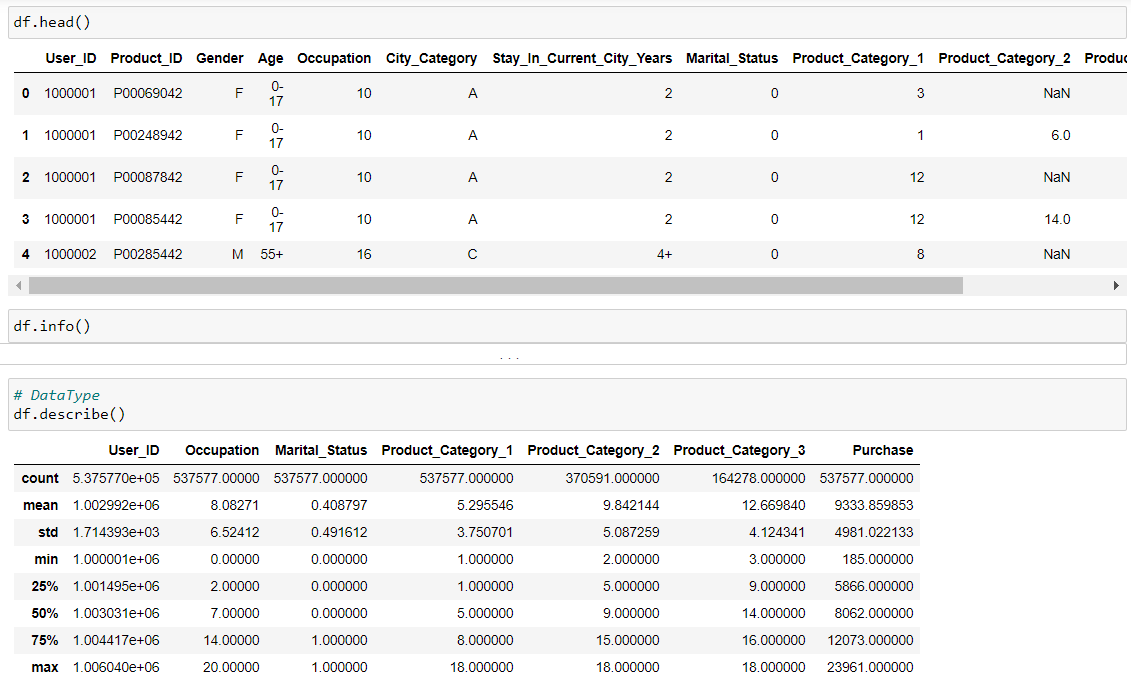 df.head()
User_ID Product_ID Gender Age Occupation City_Category Stay_In_Current_City_Years Marital_Status Product_Category_1 Product_Category_2 Produc
0 1000001 P00069042 F 0-17 10 A 2 0 3 NaN
1 1000001 P00248942 F 0-17 10 A 2 0 1 6.0
2 1000001 P00087842 F 0-17 10 A 2 0 12 NaN
3 1000001 P00085442 F 0-17 10 A 2 0 12 14.0
4 1000002 P00285442 M 55+ 16 C 4+ 0 8 NaN
df.info()
...
# DataType
df.describe()
User_ID Occupation Marital_Status Product_Category_1 Product_Category_2 Product_Category_3 Purchase
count 5.375770e+05 537577.00000 537577.000000 537577.000000 370591.000000 164278.000000 537577.000000
mean 1.002992e+06 8.08271 0.408797 5.295546 9.842144 12.669840 9333.859853
std 1.714393e+03 6.52412 0.491612 3.750701 5.087259 4.124341 4981.022133
min 1.000001e+06 0.00000 0.000000 1.000000 2.000000 3.000000 185.000000
25% 1.001495e+06 2.00000 0.000000 1.000000 5.000000 9.000000 5866.000000
50% 1.003031e+06 7.00000 0.000000 5.000000 9.000000 14.000000 8062.000000
75% 1.004417e+06 14.00000 1.000000 8.000000 15.000000 16.000000 12073.000000
max 1.006040e+06 20.00000 1.000000 18.000000 18.000000 18.000000 23961.000000